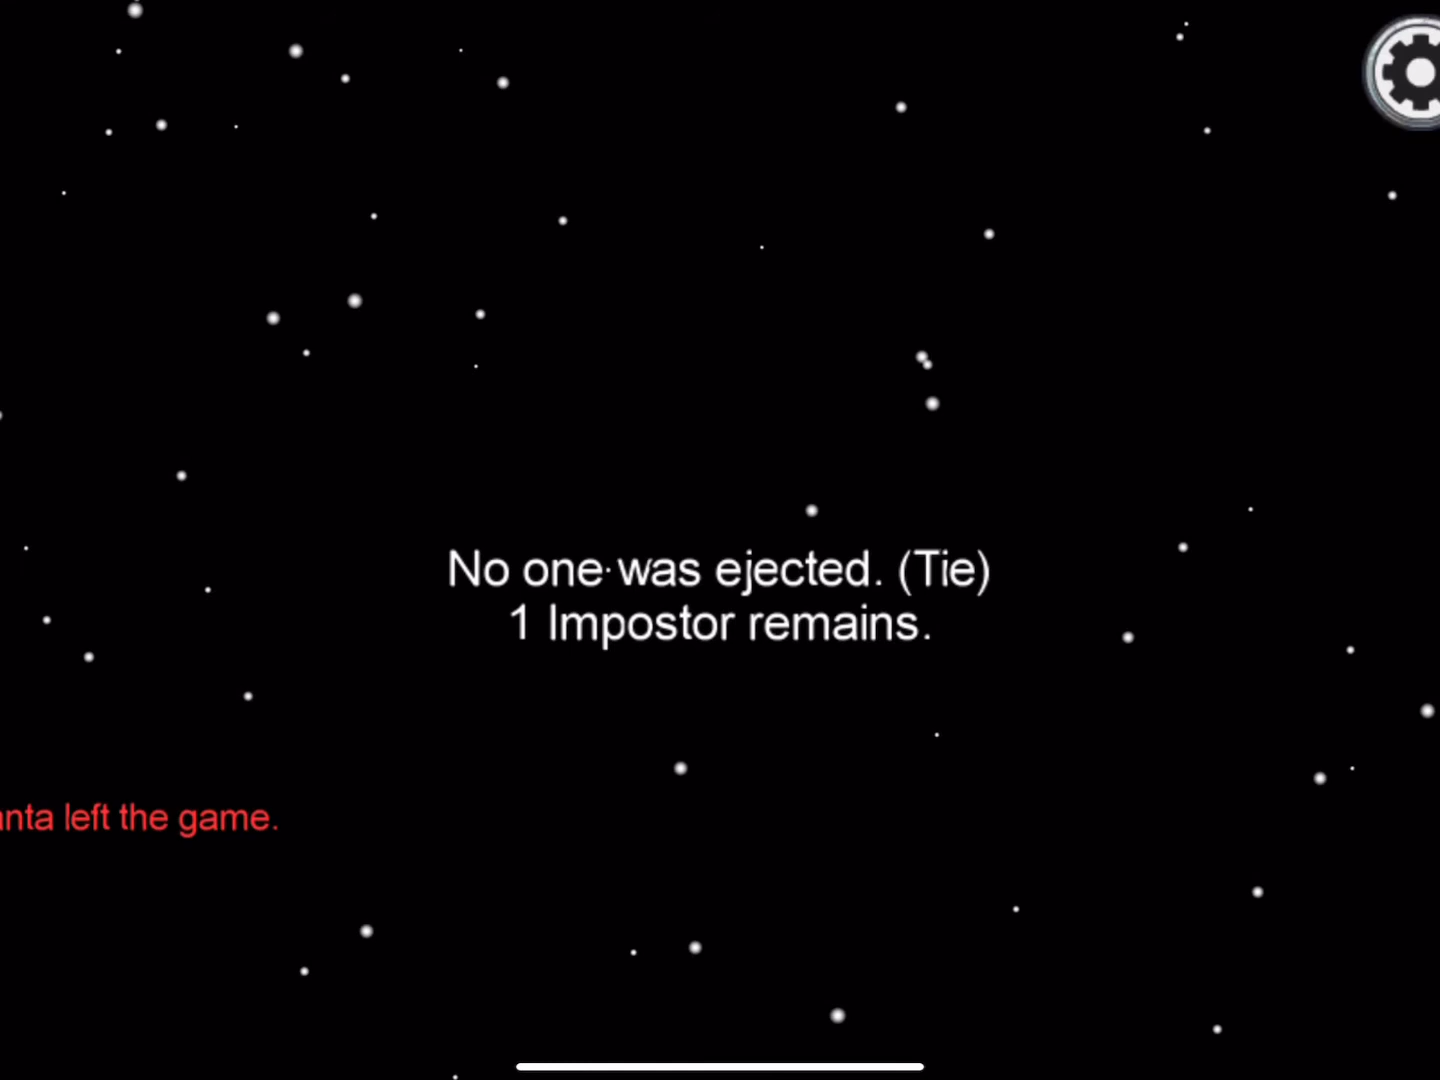 No one was ejected. (Tie)
1 Impostor remains.
left the game.